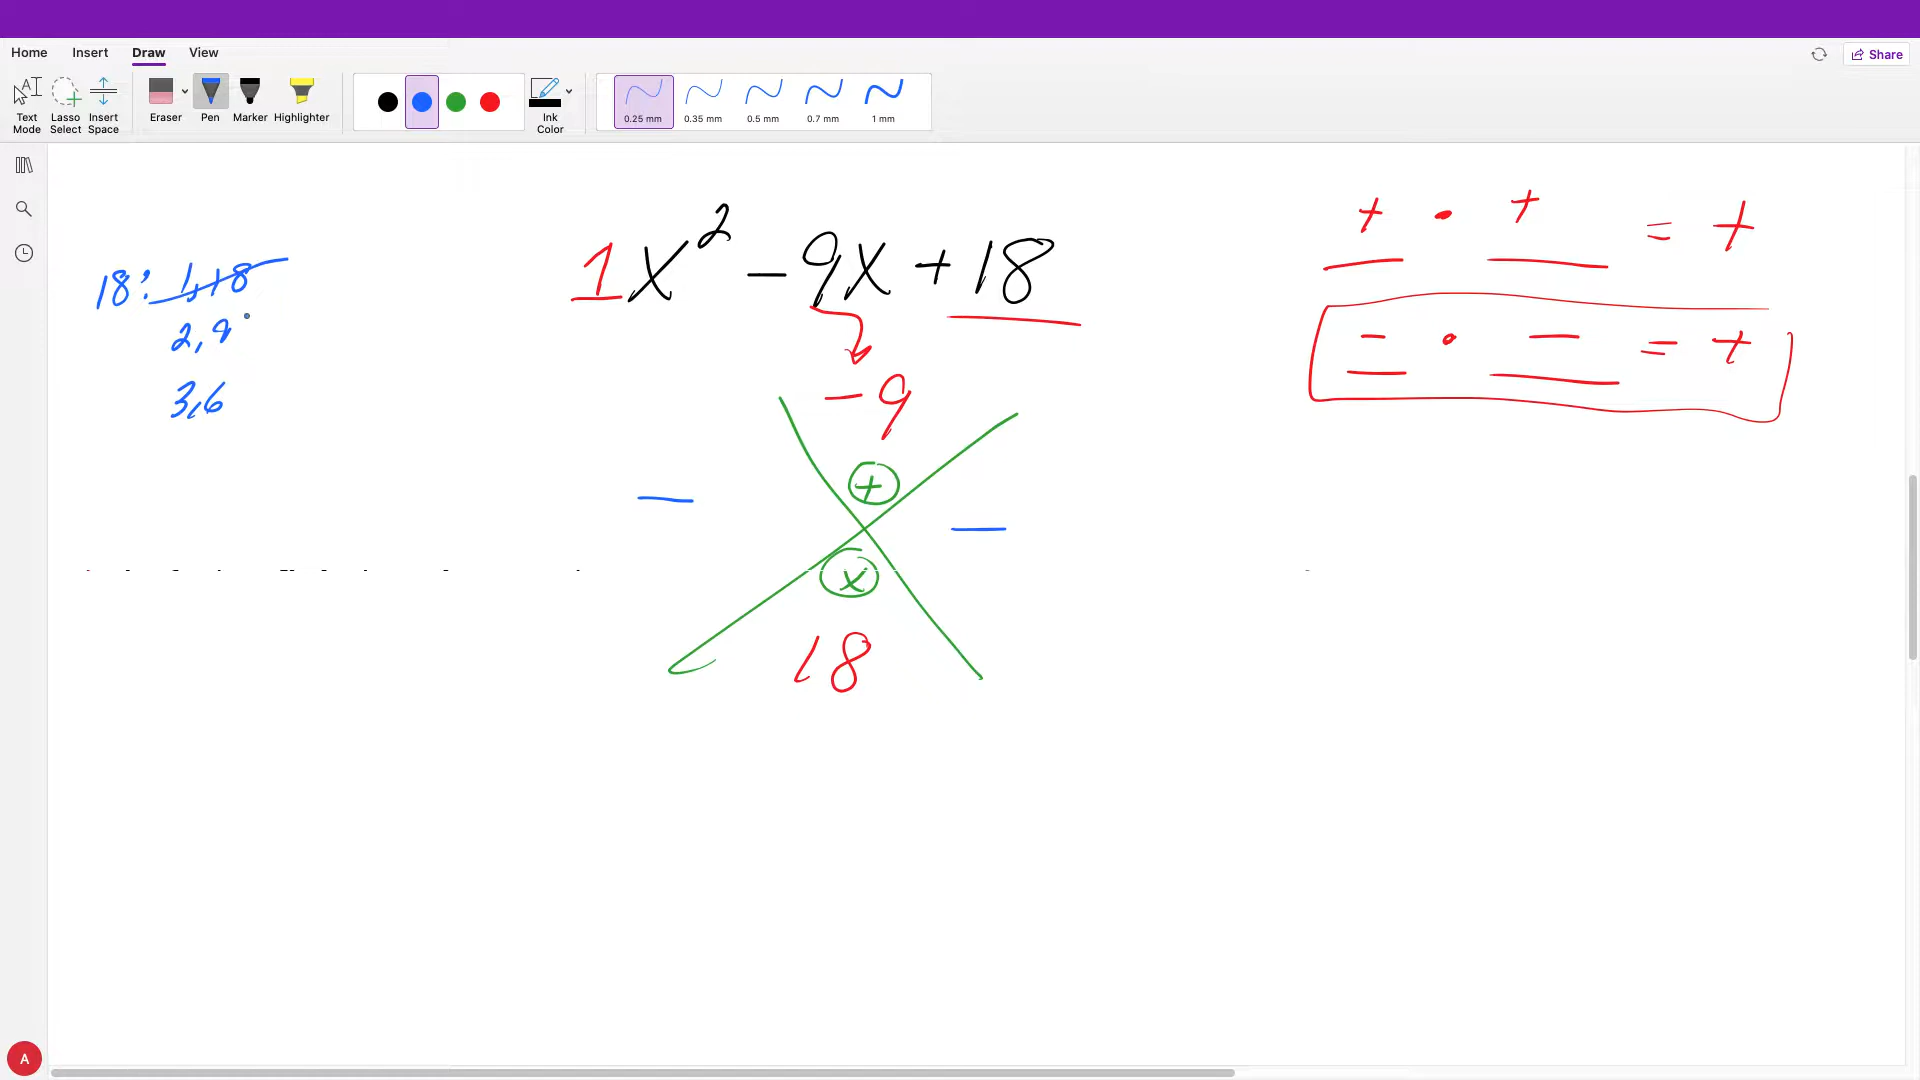 Home Insert Draw View
Share
Text Mode
Lasso Select
Insert Space
Eraser
Pen
Marker
Highlighter
Ink Color
0.25 mm
0.35 mm
0.5 mm
0.7 mm
1 mm
18: 1,18
2,9
3,6
1x² - 9x + 18
-9
+
x
18
-
-
+ • + = +
- • - = +
A